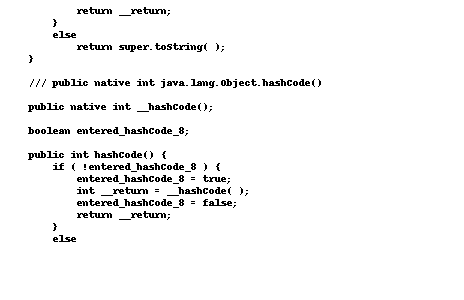 return __return;
}
else
return super.toString( );
}
/// public native int java.lang.Object.hashCode()
public native int __hashCode();
boolean entered_hashCode_8;
public int hashCode() {
if ( !entered_hashCode_8 ) {
entered_hashCode_8 = true;
int __return = __hashCode( );
entered_hashCode_8 = false;
return __return;
}
else